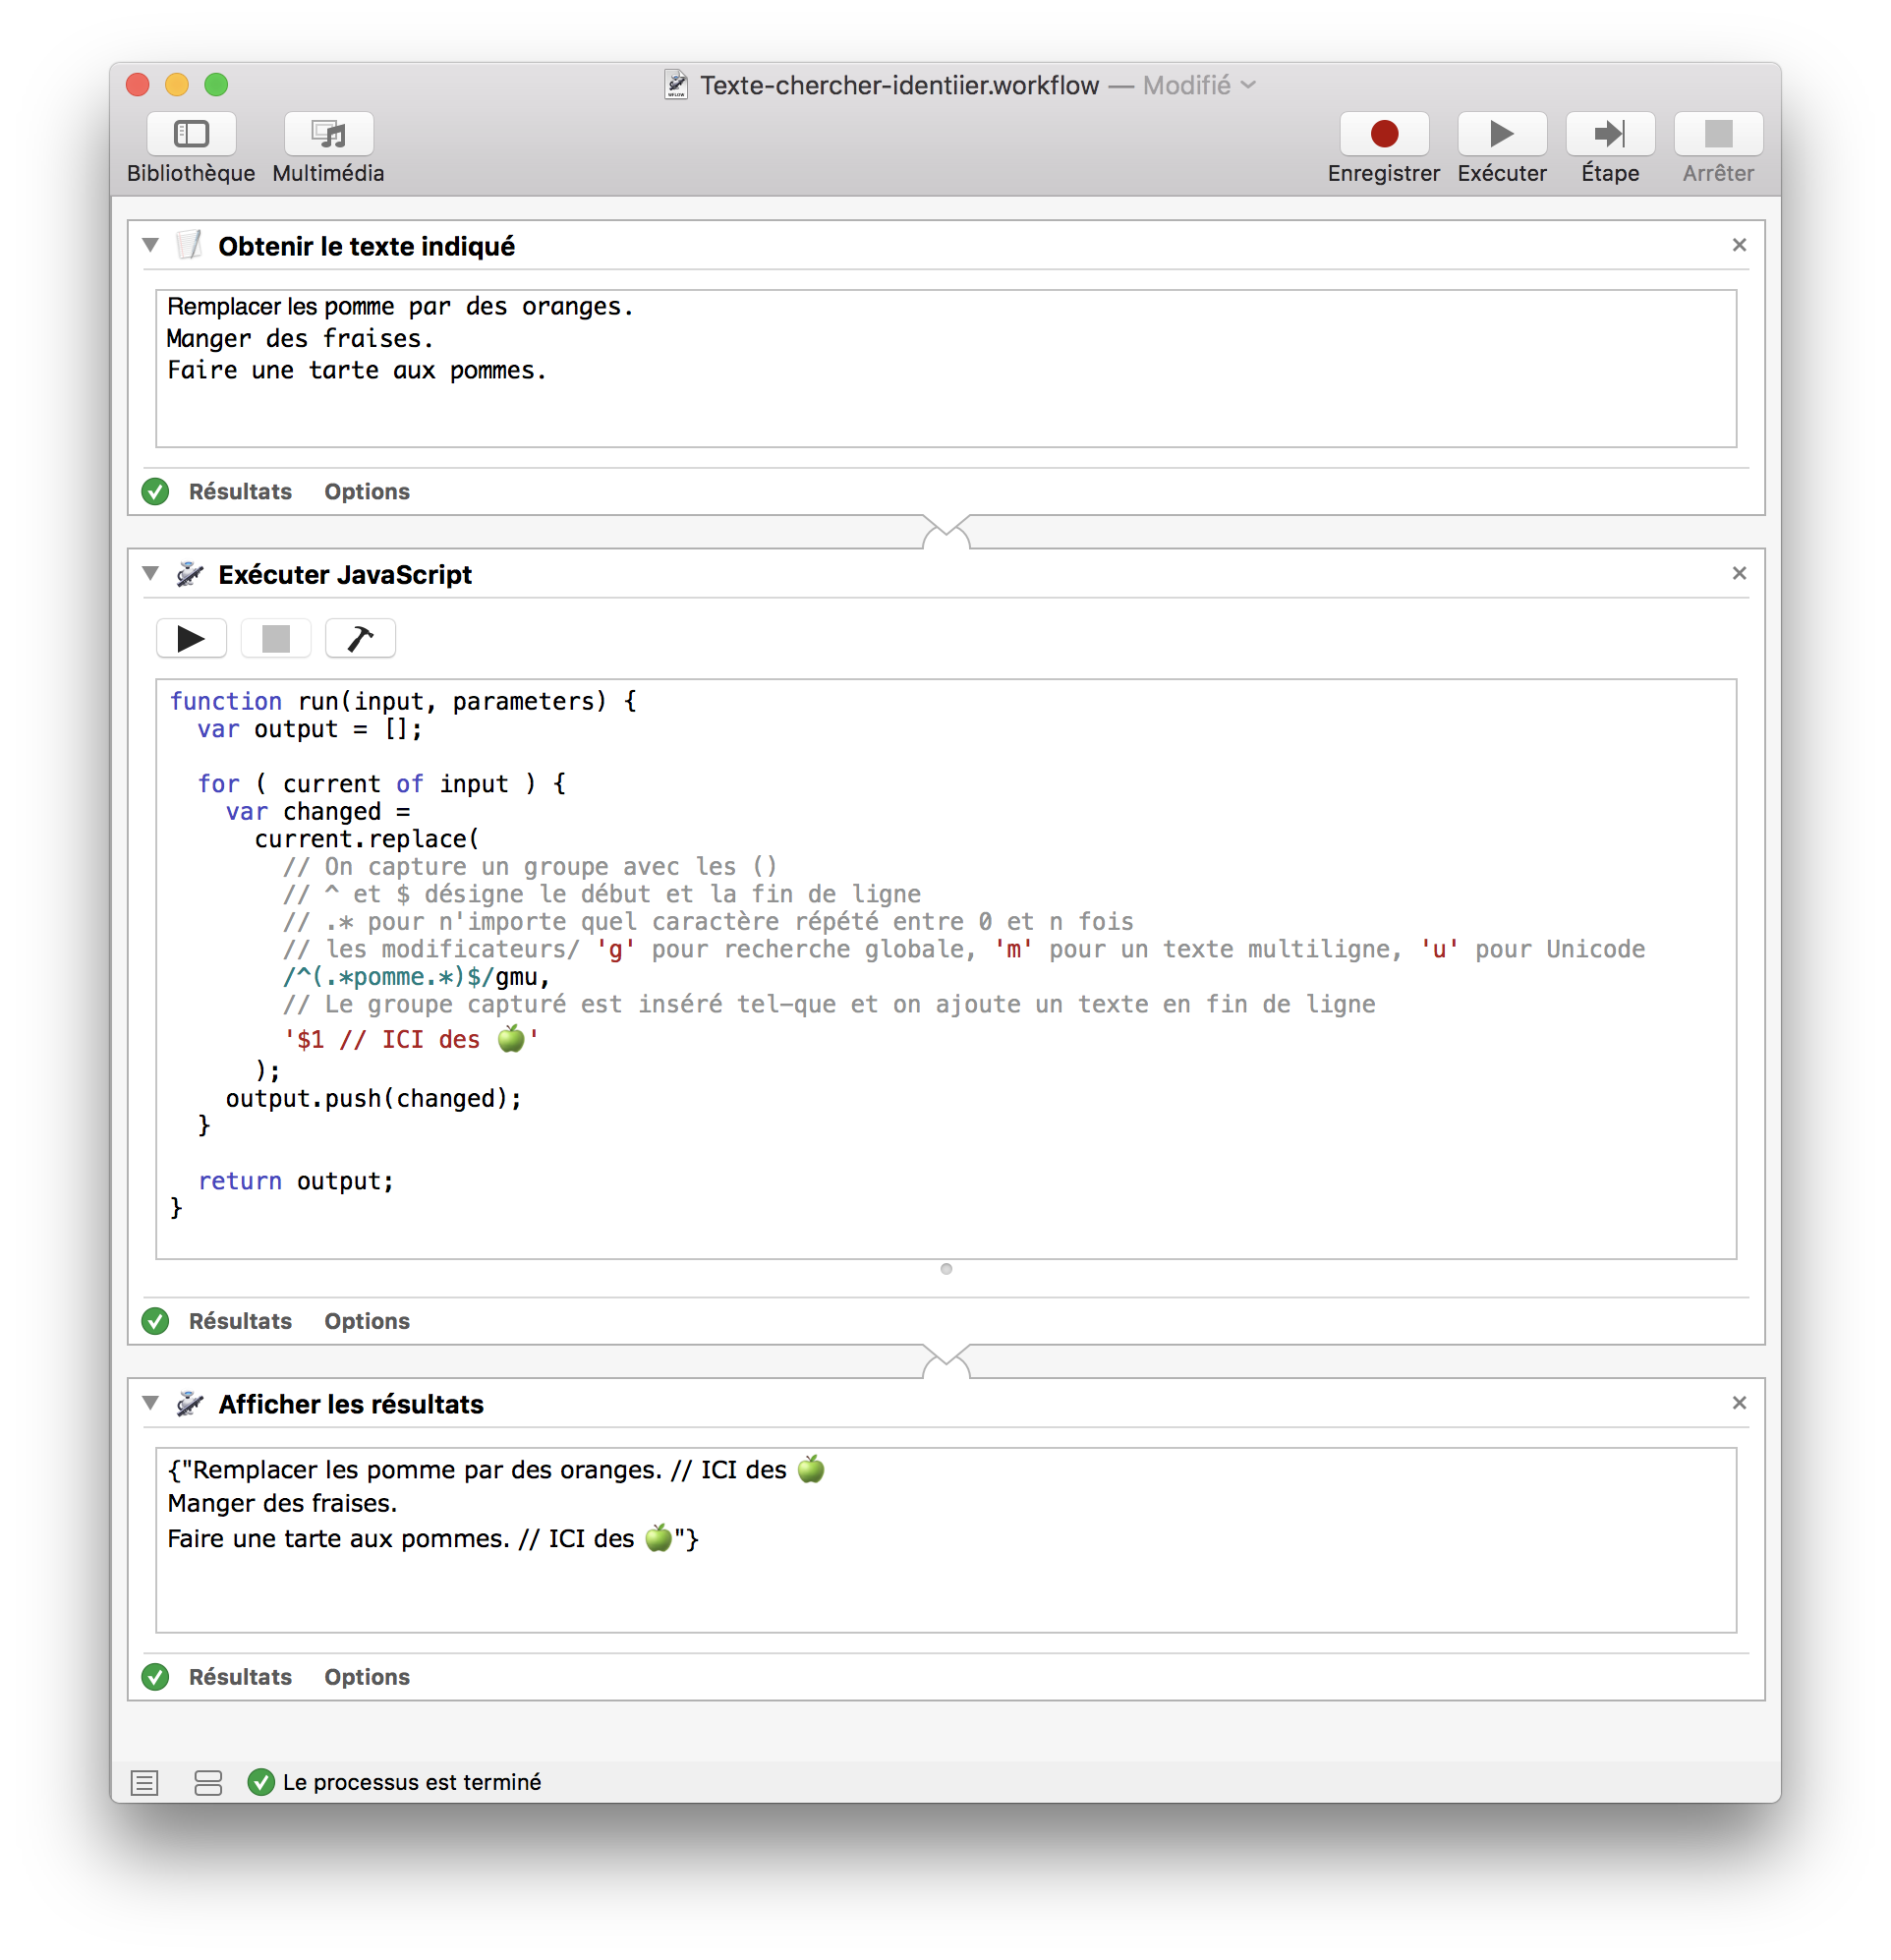 Texte-chercher-identiier.workflow — Modifié
Bibliothèque Multimédia Enregistrer Exécuter Étape Arrêter
Obtenir le texte indiqué
Remplacer les pomme par des oranges.
Manger des fraises.
Faire une tarte aux pommes.
Résultats Options
Exécuter JavaScript
function run(input, parameters) {
  var output = [];

  for ( current of input ) {
    var changed =
      current.replace(
        // On capture un groupe avec les ()
        // ^ et $ désigne le début et la fin de ligne
        // .* pour n'importe quel caractère répété entre 0 et n fois
        // les modificateurs/ 'g' pour recherche globale, 'm' pour un texte multiligne, 'u' pour Unicode
        /^(.*pomme.*)$/gmu,
        // Le groupe capturé est inséré tel-que et on ajoute un texte en fin de ligne
        '$1 // ICI des 🍏'
      );
    output.push(changed);
  }

  return output;
}
Résultats Options
Afficher les résultats
{"Remplacer les pomme par des oranges. // ICI des 🍏
Manger des fraises.
Faire une tarte aux pommes. // ICI des 🍏"}
Résultats Options
Le processus est terminé